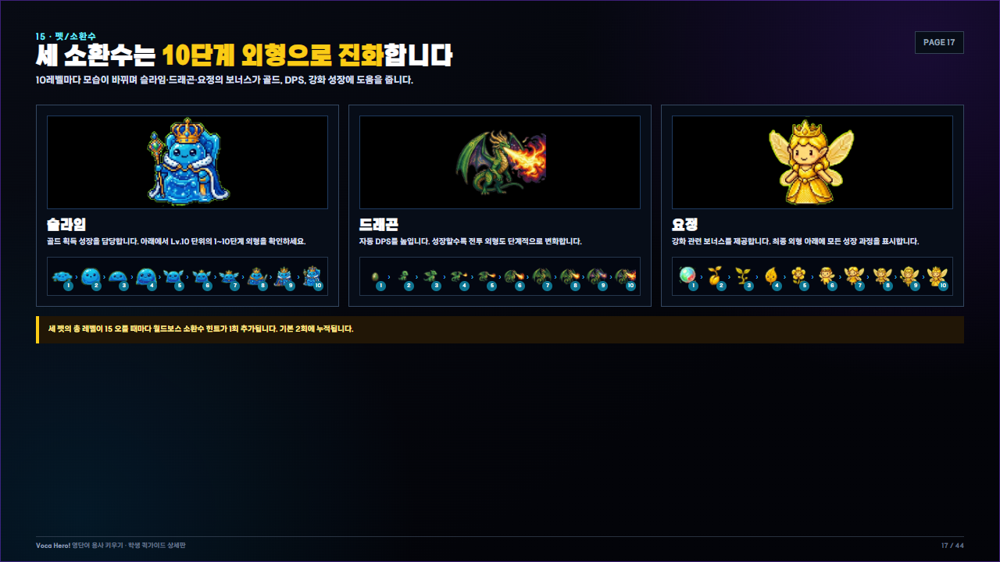 15 · 펫/소환수
세 소환수는 10단계 외형으로 진화합니다
10레벨마다 모습이 바뀌며 슬라임·드래곤·요정의 보너스가 골드, DPS, 강화 성장에 도움을 줍니다.
PAGE 17
슬라임
골드 획득 성장을 담당합니다. 아래에서 Lv.10 단위의 1~10단계 외형을 확인하세요.
1 › 2 › 3 › 4 › 5 › 6 › 7 › 8 › 9 › 10
드래곤
자동 DPS를 높입니다. 성장할수록 전투 외형도 단계적으로 변화합니다.
1 › 2 › 3 › 4 › 5 › 6 › 7 › 8 › 9 › 10
요정
강화 관련 보너스를 제공합니다. 최종 외형 아래에 모든 성장 과정을 표시합니다.
1 › 2 › 3 › 4 › 5 › 6 › 7 › 8 › 9 › 10
세 펫의 총 레벨이 15 오를 때마다 월드보스 소환수 힌트가 1회 추가됩니다. 기본 2회에 누적됩니다.
Voca Hero! 영단어 용사 키우기 · 학생 퀵가이드 상세판
17 / 44